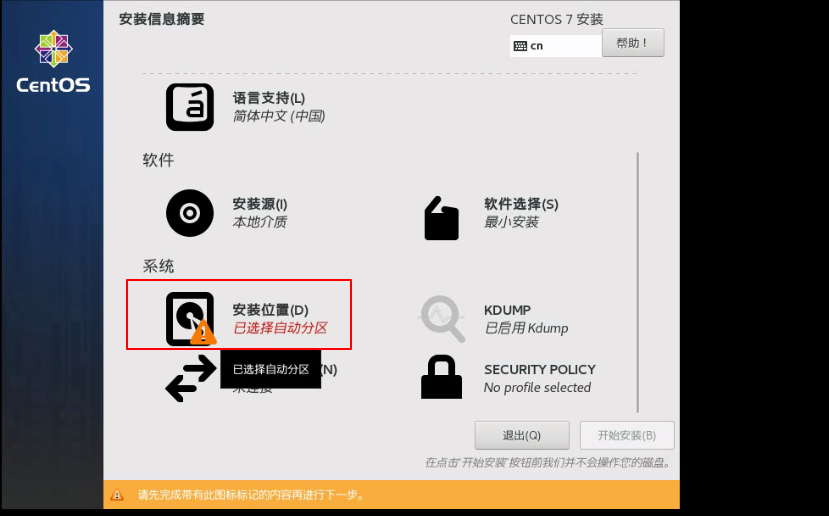 安装信息摘要
CENTOS 7 安装
cn
帮助！
CentOS
语言支持(L)
简体中文 (中国)
软件
安装源(I)
本地介质
软件选择(S)
最小安装
系统
安装位置(D)
已选择自动分区
KDUMP
已启用 Kdump
已选择自动分区
(N)
未连接
SECURITY POLICY
No profile selected
退出(Q)
开始安装(B)
在点击'开始安装'按钮前我们并不会操作您的磁盘。
请先完成带有此图标标记的内容再进行下一步。